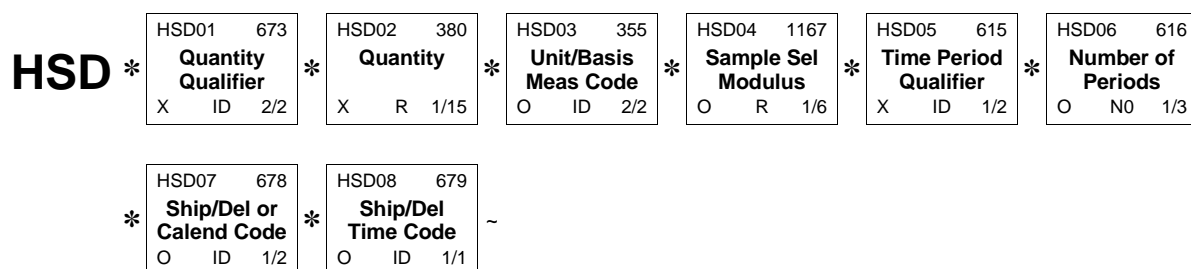 HSD01 673 HSD02 380 HSD03 355 HSD04 1167 HSD05 615 HSD06 616
HSD * Quantity Qualifier * Quantity * Unit/Basis Meas Code * Sample Sel Modulus * Time Period Qualifier * Number of Periods
X ID 2/2 X R 1/15 O ID 2/2 O R 1/6 X ID 1/2 O N0 1/3
HSD07 678 HSD08 679
* Ship/Del or Calend Code * Ship/Del Time Code ~
O ID 1/2 O ID 1/1